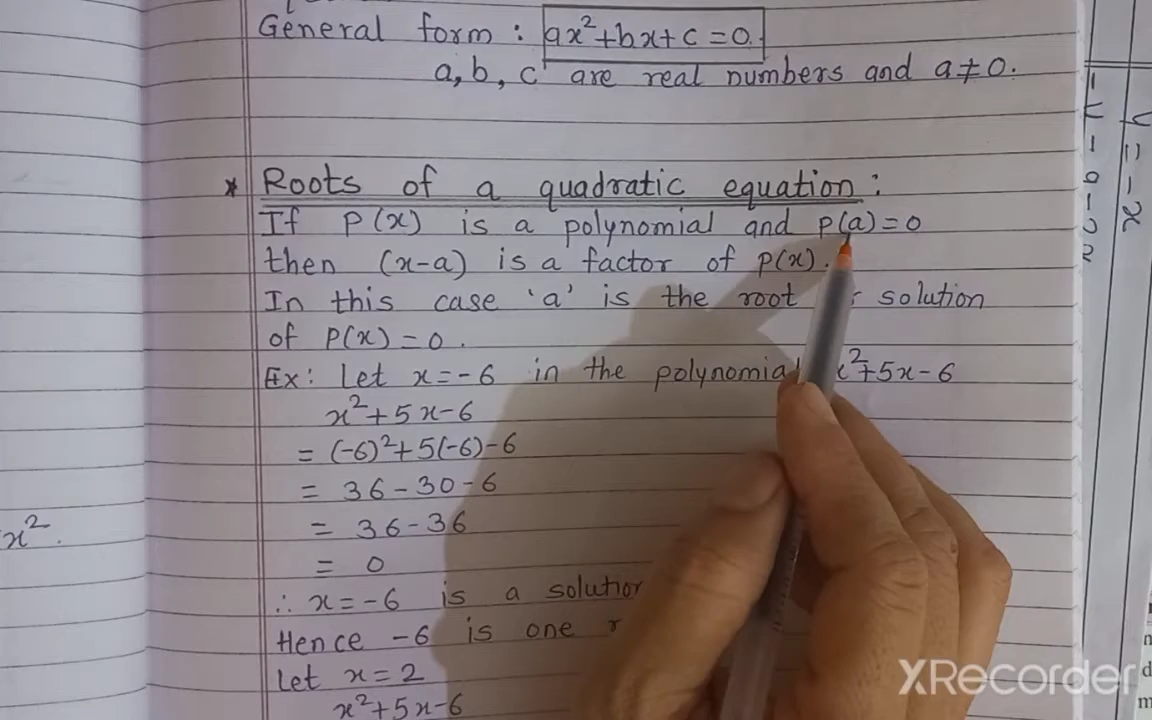 General form : ax²+bx+c=0.
a, b, c are real numbers and a≠0.
* Roots of a quadratic equation :
If P(x) is a polynomial and p(a)=0
then (x-a) is a factor of p(x).
In this case 'a' is the root solution
of P(x)=0.
Ex: Let x=-6 in the polynomial x²+5x-6
x²+5x-6
= (-6)²+5(-6)-6
= 36-30-6
= 36-36
= 0
∴ x=-6 is a solution
Hence -6 is one
Let x=2
x²+5x-6
x².
XRecorder